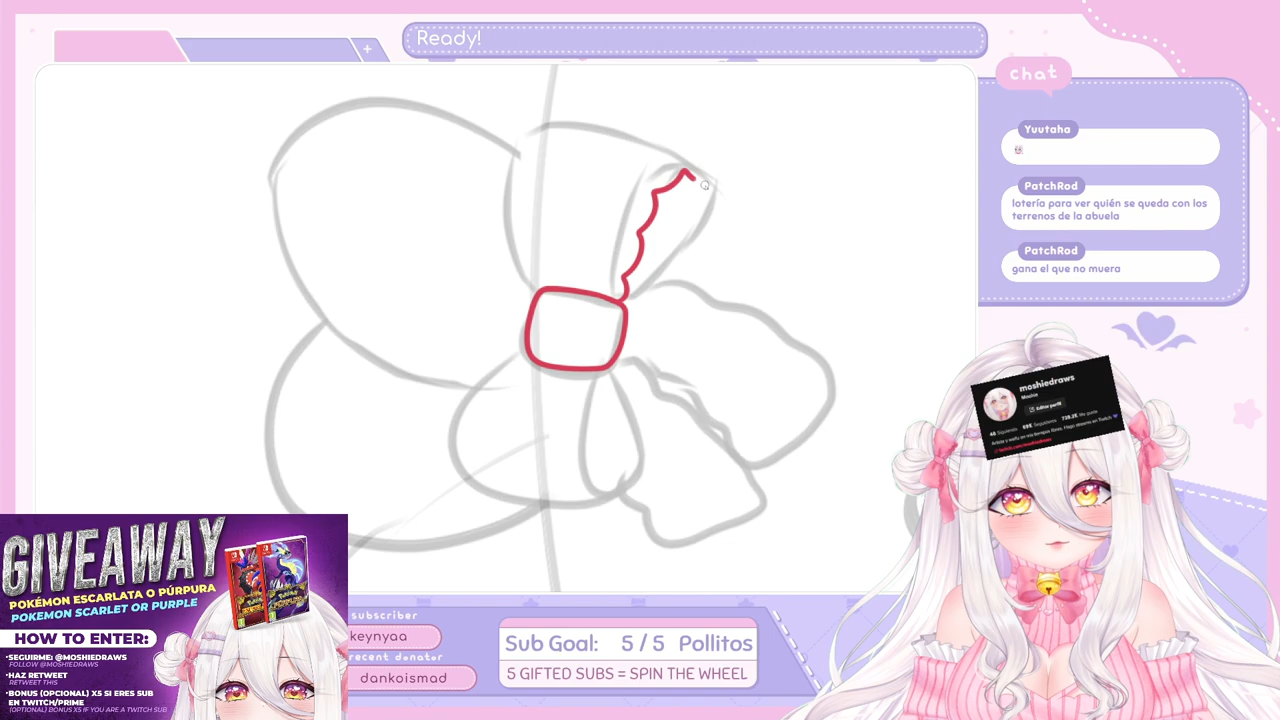 Ready!
+
chat
Yuutaha
PatchRod
lotería para ver quién se queda con los
terrenos de la abuela
PatchRod
gana el que no muera
moshiedraws
Moshie
Editar perfil
GIVEAWAY
POKÉMON ESCARLATA O PÚRPURA
POKEMON SCARLET OR PURPLE
HOW TO ENTER:
•SEGUIRME: @MOSHIEDRAWS
FOLLOW @MOSHIEDRAWS
•HAZ RETWEET
RETWEET THIS
•BONUS (OPCIONAL) X5 SI ERES SUB
EN TWITCH/PRIME
(OPTIONAL) BONUS X5 IF YOU ARE A TWITCH SUB
subscriber
keynyaa
recent donator
dankoismad
Sub Goal: 5 / 5 Pollitos
5 GIFTED SUBS = SPIN THE WHEEL